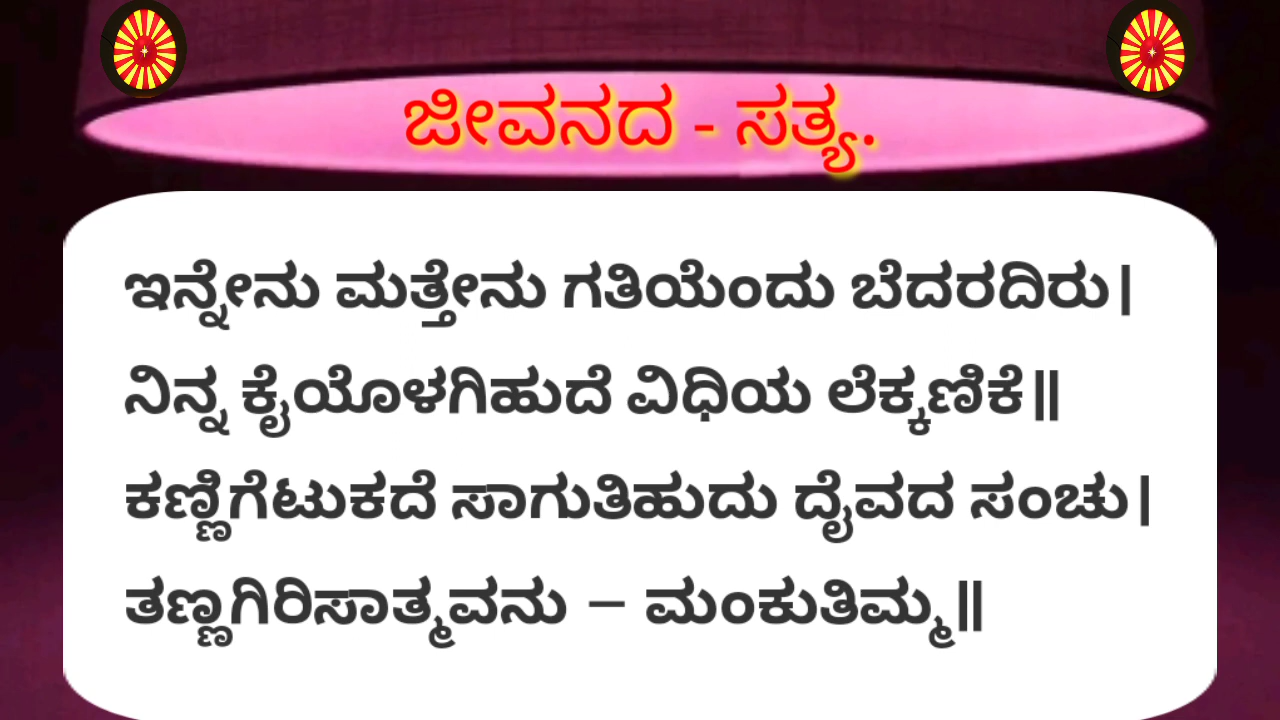 ಜೀವನದ - ಸತ್ಯ.
ಇನ್ನೇನು ಮತ್ತೇನು ಗತಿಯೆಂದು ಬೆದರದಿರು|
ನಿನ್ನ ಕೈಯೊಳಗಿಹುದೆ ವಿಧಿಯ ಲೆಕ್ಕಣಿಕೆ||
ಕಣ್ಣಿಗೆಟುಕದೆ ಸಾಗುತಿಹುದು ದೈವದ ಸಂಚು|
ತಣ್ಣಗಿರಿಸಾತ್ಮವನು – ಮಂಕುತಿಮ್ಮ||